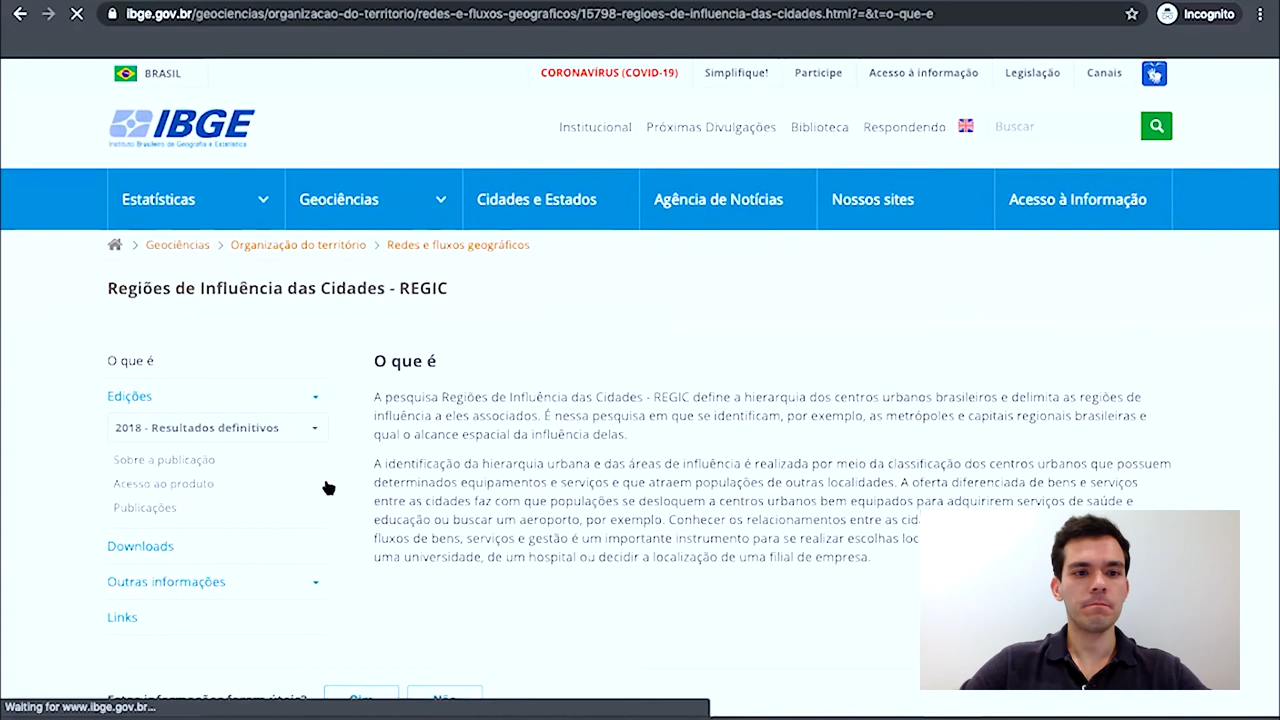 ibge.gov.br/geociencias/organizacao-do-territorio/redes-e-fluxos-geograficos/15798-regioes-de-influencia-das-cidades.html?=&t=o-que-e
Incognito
BRASIL
CORONAVÍRUS (COVID-19)
Simplifique!
Participe
Acesso à informação
Legislação
Canais
IBGE
Instituto Brasileiro de Geografia e Estatística
Institucional
Próximas Divulgações
Biblioteca
Respondendo
Buscar
Estatísticas
Geociências
Cidades e Estados
Agência de Notícias
Nossos sites
Acesso à Informação
Geociências > Organização do território > Redes e fluxos geográficos
Regiões de Influência das Cidades - REGIC
O que é
Edições
2018 - Resultados definitivos
Sobre a publicação
Acesso ao produto
Publicações
Downloads
Outras informações
Links
O que é
A pesquisa Regiões de Influência das Cidades - REGIC define a hierarquia dos centros urbanos brasileiros e delimita as regiões de
influência a eles associados. É nessa pesquisa em que se identificam, por exemplo, as metrópoles e capitais regionais brasileiras e
qual o alcance espacial da influência delas.
A identificação da hierarquia urbana e das áreas de influência é realizada por meio da classificação dos centros urbanos que possuem
determinados equipamentos e serviços e que atraem populações de outras localidades. A oferta diferenciada de bens e serviços
entre as cidades faz com que populações se desloquem a centros urbanos bem equipados para adquirirem serviços de saúde e
educação ou buscar um aeroporto, por exemplo. Conhecer os relacionamentos entre as
fluxos de bens, serviços e gestão é um importante instrumento para se realizar escolhas
uma universidade, de um hospital ou decidir a localização de uma filial de empresa.
Waiting for www.ibge.gov.br...